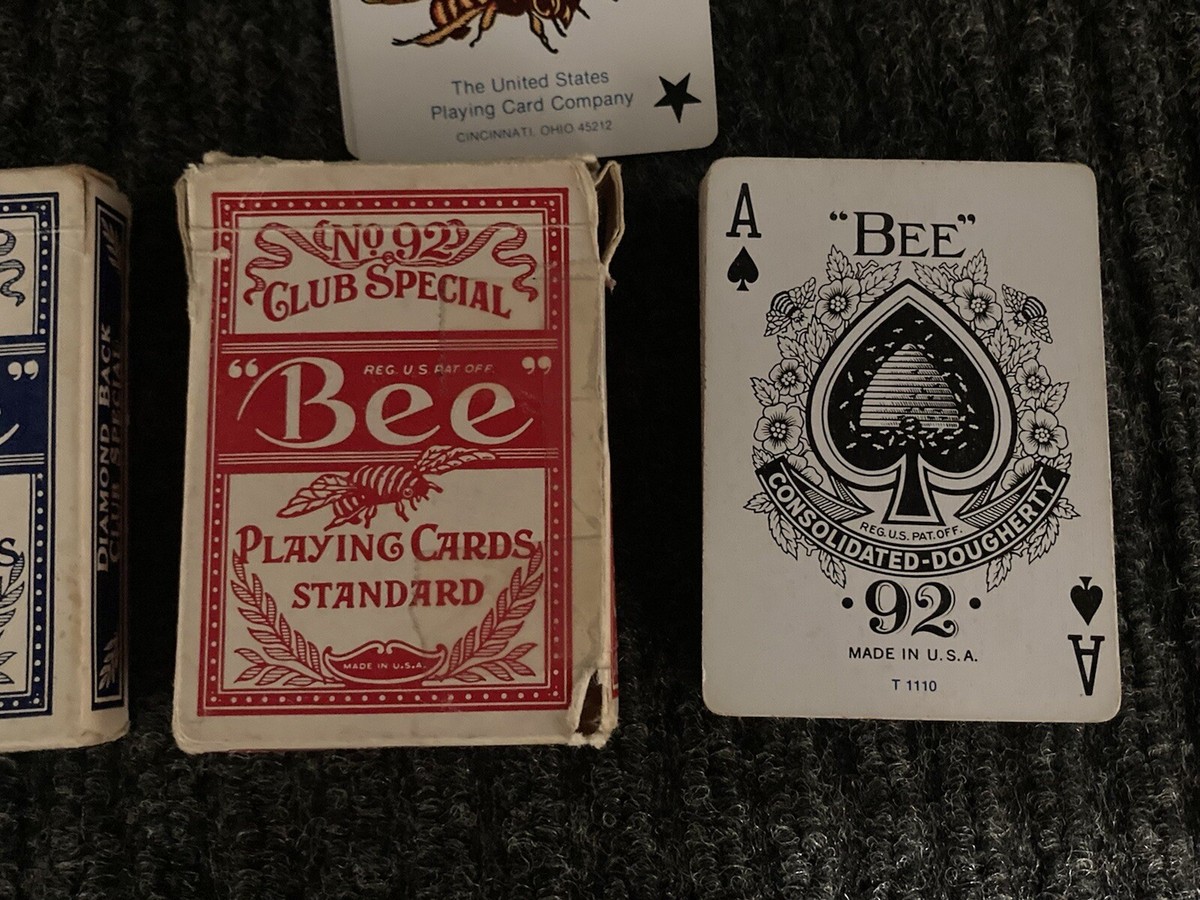 The United States
Playing Card Company
CINCINNATI, OHIO 45212
”
S
DIAMOND BACK
CLUB SPECIAL
No 92
CLUB SPECIAL
“Bee”
REG. U S PAT OFF.
PLAYING CARDS
STANDARD
MADE IN U.S.A.
A
“BEE”
REG. U.S. PAT. OFF.
CONSOLIDATED-DOUGHERTY
• 92 •
MADE IN U.S.A.
T 1110
A